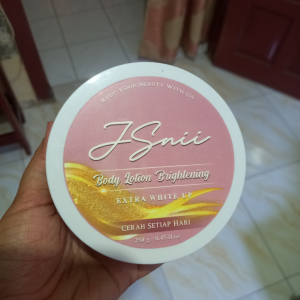 JSnii
Body Lotion Brightening
EXTRA WHITE UP
CERAH SETIAP HARI